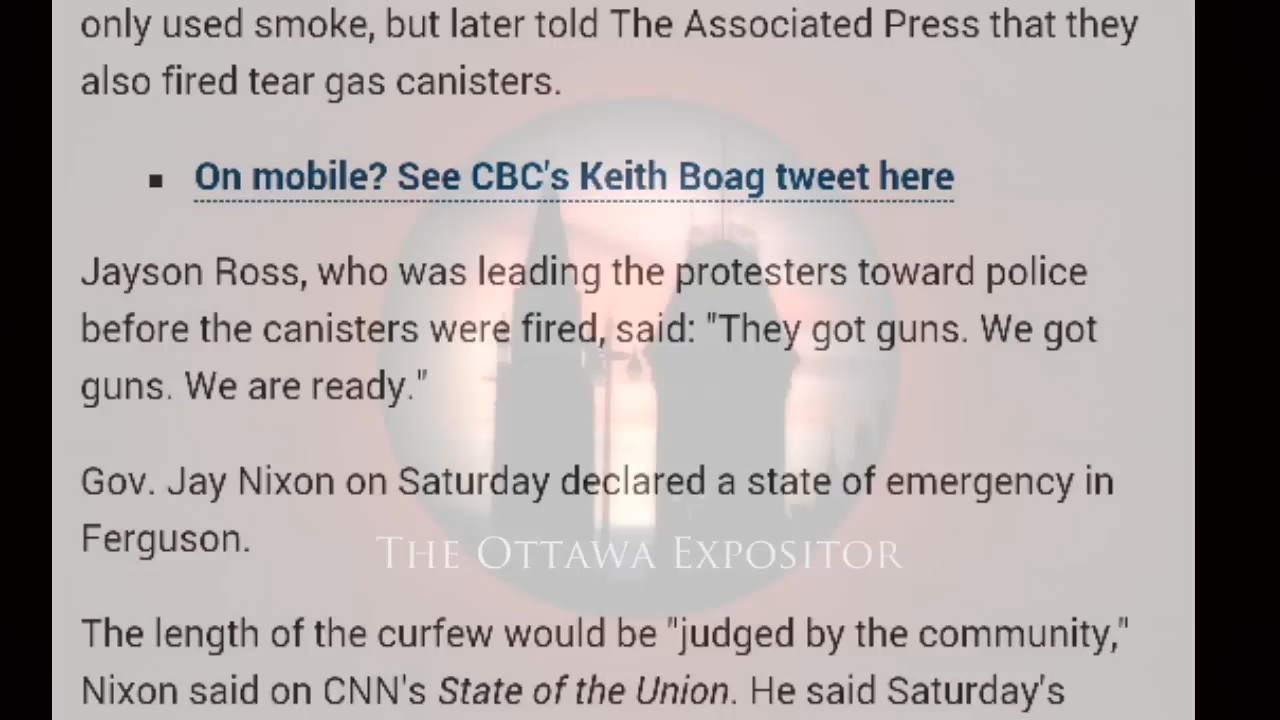 only used smoke, but later told The Associated Press that they
also fired tear gas canisters.
▪ On mobile? See CBC's Keith Boag tweet here
Jayson Ross, who was leading the protesters toward police
before the canisters were fired, said: "They got guns. We got
guns. We are ready."
Gov. Jay Nixon on Saturday declared a state of emergency in
Ferguson.
THE OTTAWA EXPOSITOR
The length of the curfew would be "judged by the community,"
Nixon said on CNN's State of the Union. He said Saturday's